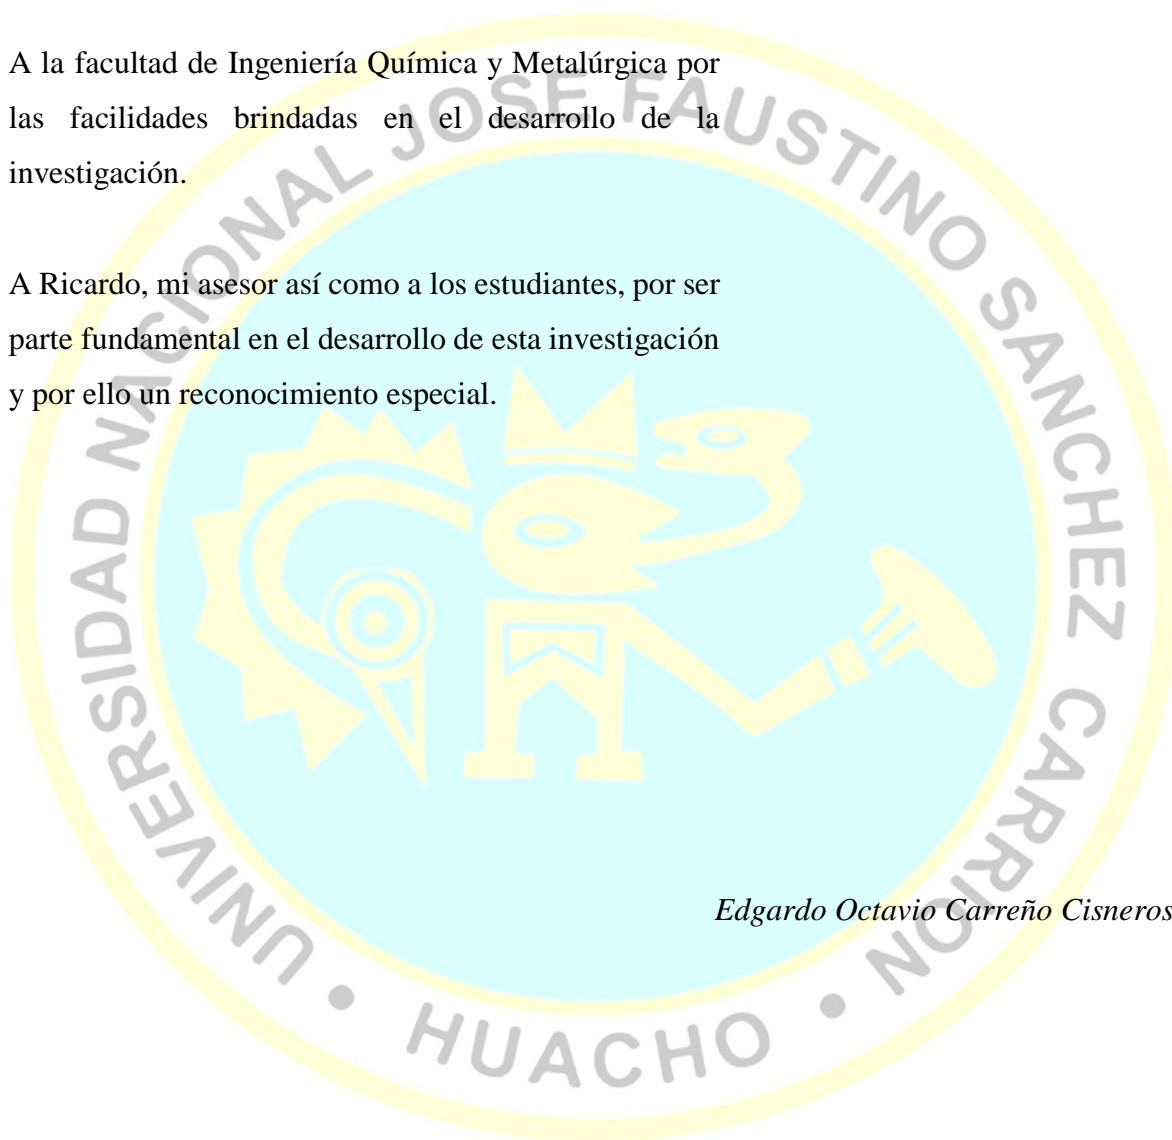 A la facultad de Ingeniería Química y Metalúrgica por
las facilidades brindadas en el desarrollo de la
investigación.
A Ricardo, mi asesor así como a los estudiantes, por ser
parte fundamental en el desarrollo de esta investigación
y por ello un reconocimiento especial.
Edgardo Octavio Carreño Cisneros
UNIVERSIDAD NACIONAL JOSE FAUSTINO SANCHEZ CARRION
• HUACHO •